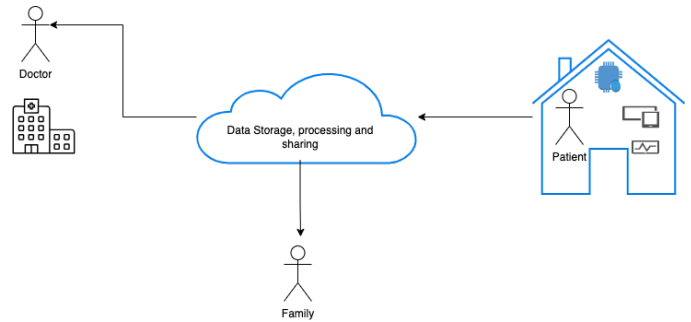 Doctor
Data Storage, processing and
sharing
Patient
Family